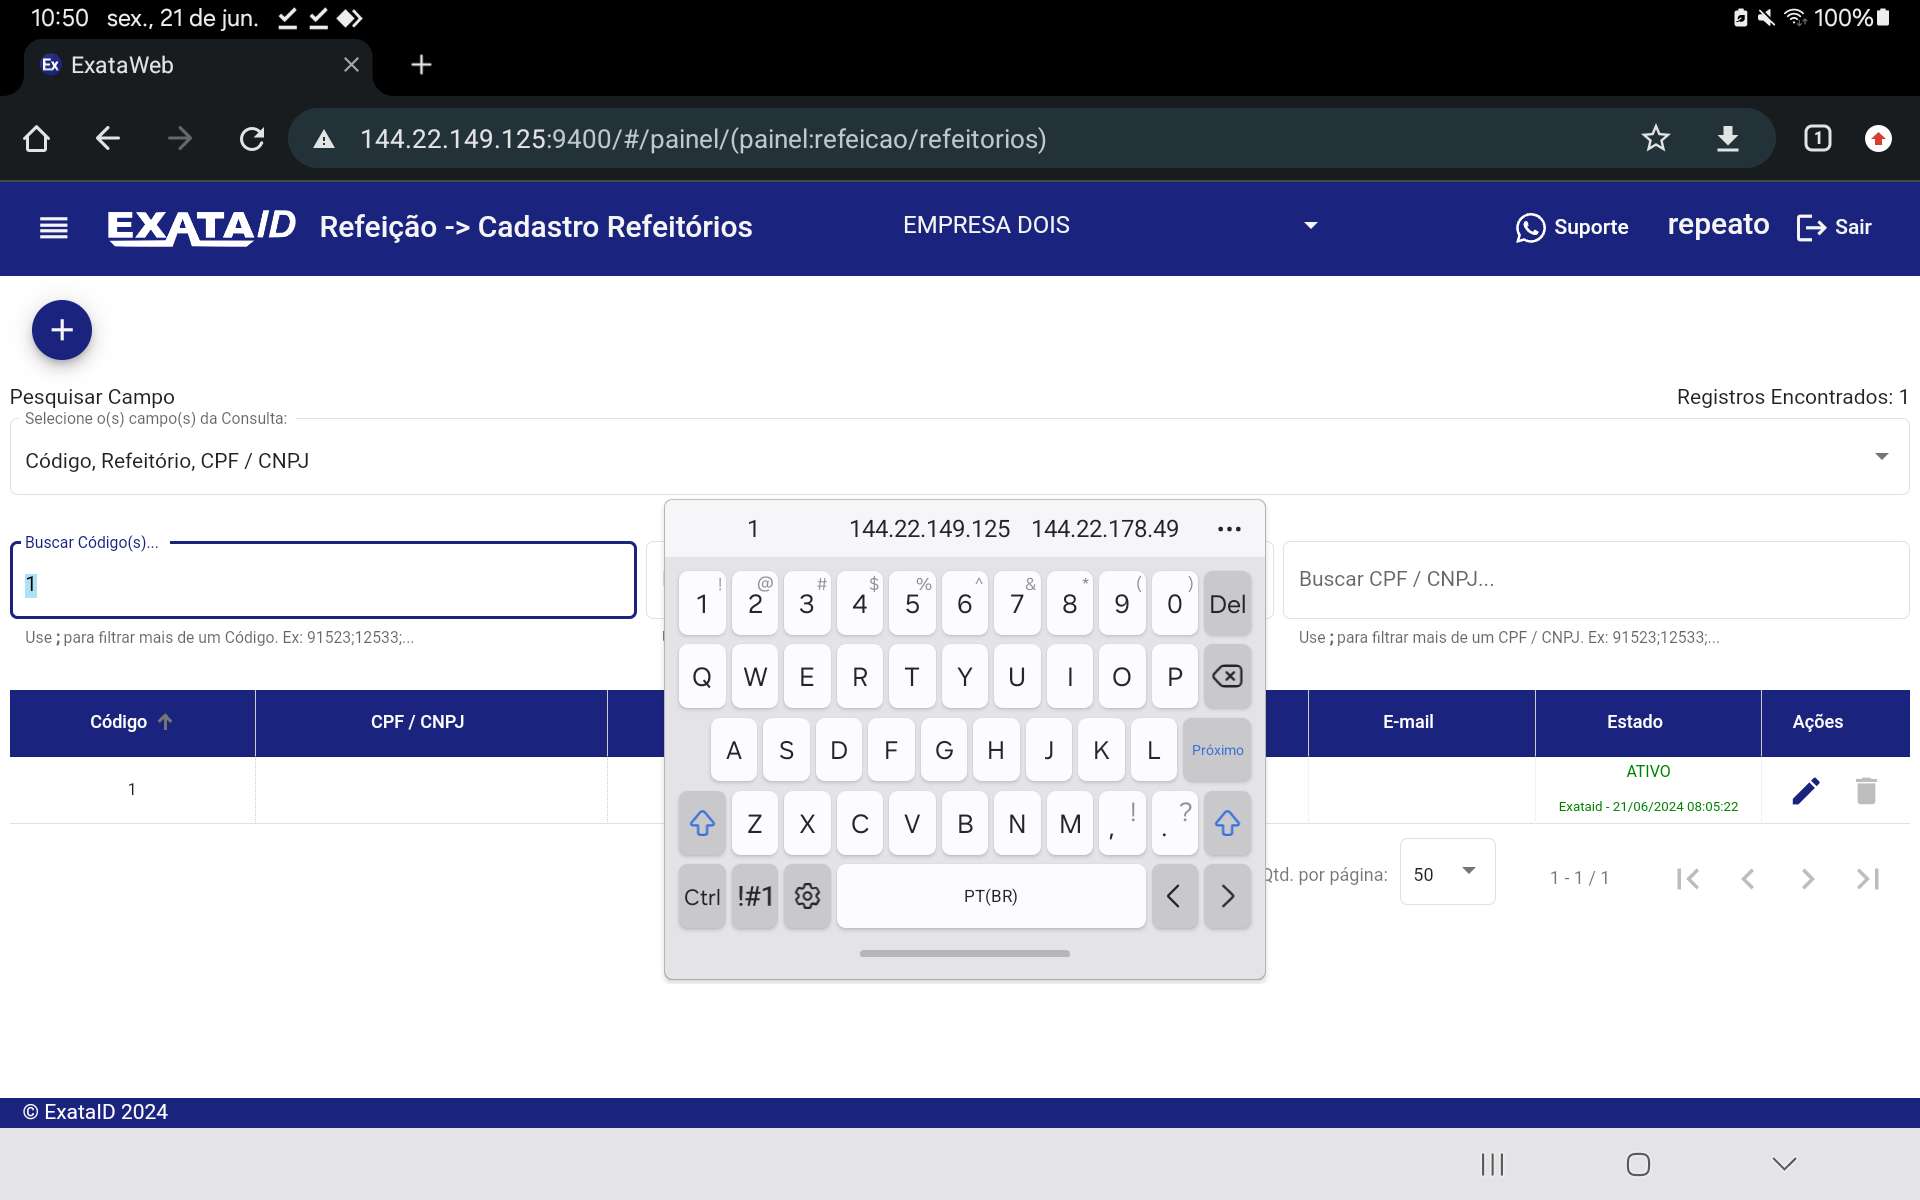 10:50 sex., 21 de jun. 100%
Ex ExataWeb
144.22.149.125:9400/#/painel/(painel:refeicao/refeitorios) 1
EXATAID Refeição -> Cadastro Refeitórios EMPRESA DOIS Suporte repeato Sair
+
Pesquisar Campo Registros Encontrados: 1
Selecione o(s) campo(s) da Consulta:
Código, Refeitório, CPF / CNPJ
1 144.22.149.125 144.22.178.49 ...
Buscar Código(s)...
1 Buscar CPF / CNPJ...
Use ; para filtrar mais de um Código. Ex: 91523;12533;... Use ; para filtrar mais de um CPF / CNPJ. Ex: 91523;12533;...
! @ # $ % ^ & * ( )
1 2 3 4 5 6 7 8 9 0 Del
Q W E R T Y U I O P
A S D F G H J K L Próximo
Z X C V B N M , ! . ?
Ctrl !#1 PT(BR) < >
Código CPF / CNPJ E-mail Estado Ações
1 ATIVO
Exataid - 21/06/2024 08:05:22
Qtd. por página: 50 1 - 1 / 1
© ExataID 2024